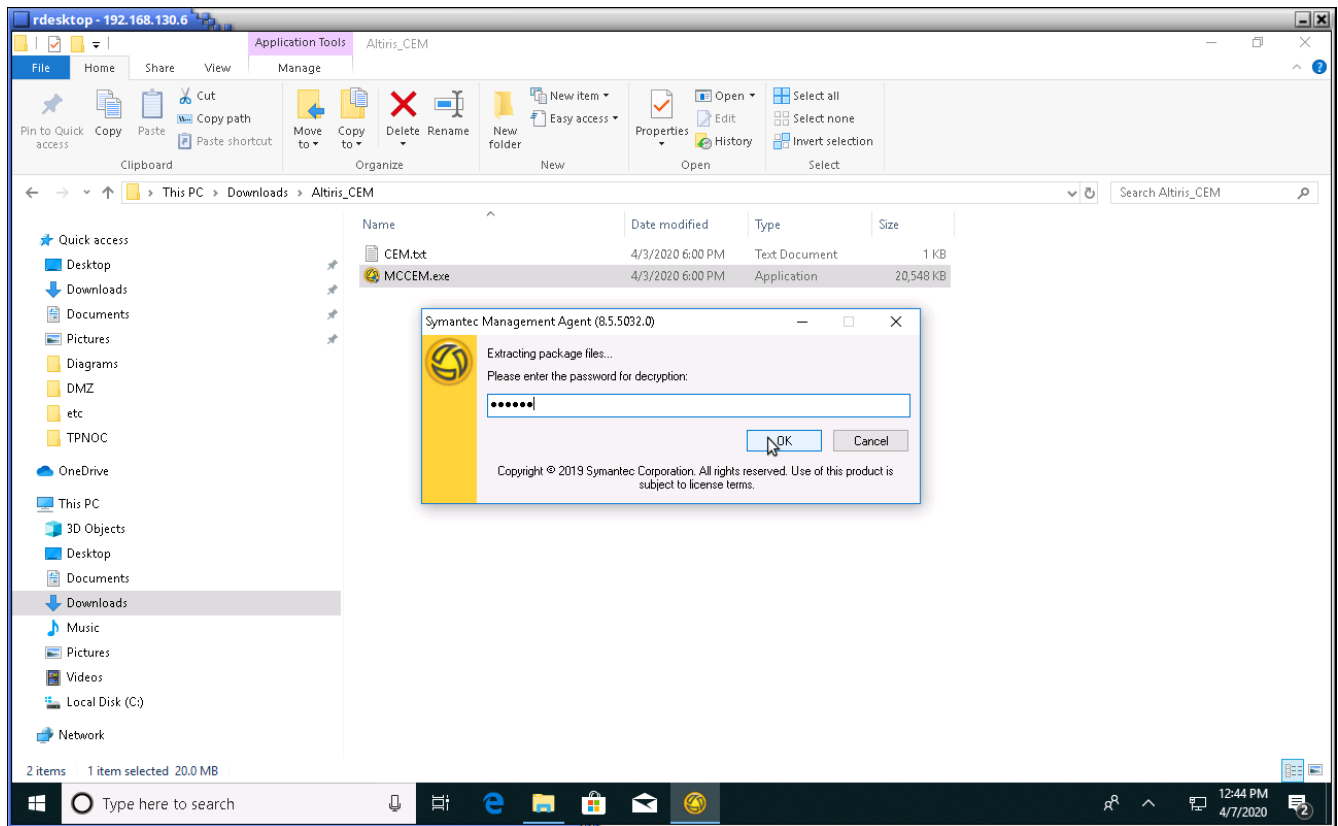 rdesktop - 192.168.130.6
Application Tools
Altiris_CEM
File Home Share View Manage
Pin to Quick access
Copy
Paste
Cut
Copy path
Paste shortcut
Move to
Copy to
Delete
Rename
New folder
New item
Easy access
Properties
Open
Edit
History
Select all
Select none
Invert selection
Clipboard Organize New Open Select
This PC > Downloads > Altiris_CEM
Search Altiris_CEM
Name Date modified Type Size
CEM.txt 4/3/2020 6:00 PM Text Document 1 KB
MCCEM.exe 4/3/2020 6:00 PM Application 20,548 KB
Quick access
Desktop
Downloads
Documents
Pictures
Diagrams
DMZ
etc
TPNOC
OneDrive
This PC
3D Objects
Desktop
Documents
Downloads
Music
Pictures
Videos
Local Disk (C:)
Network
Symantec Management Agent (8.5.5032.0)
Extracting package files...
Please enter the password for decryption:
••••••
OK Cancel
Copyright © 2019 Symantec Corporation. All rights reserved. Use of this product is
subject to license terms.
2 items 1 item selected 20.0 MB
Type here to search
12:44 PM
4/7/2020
2